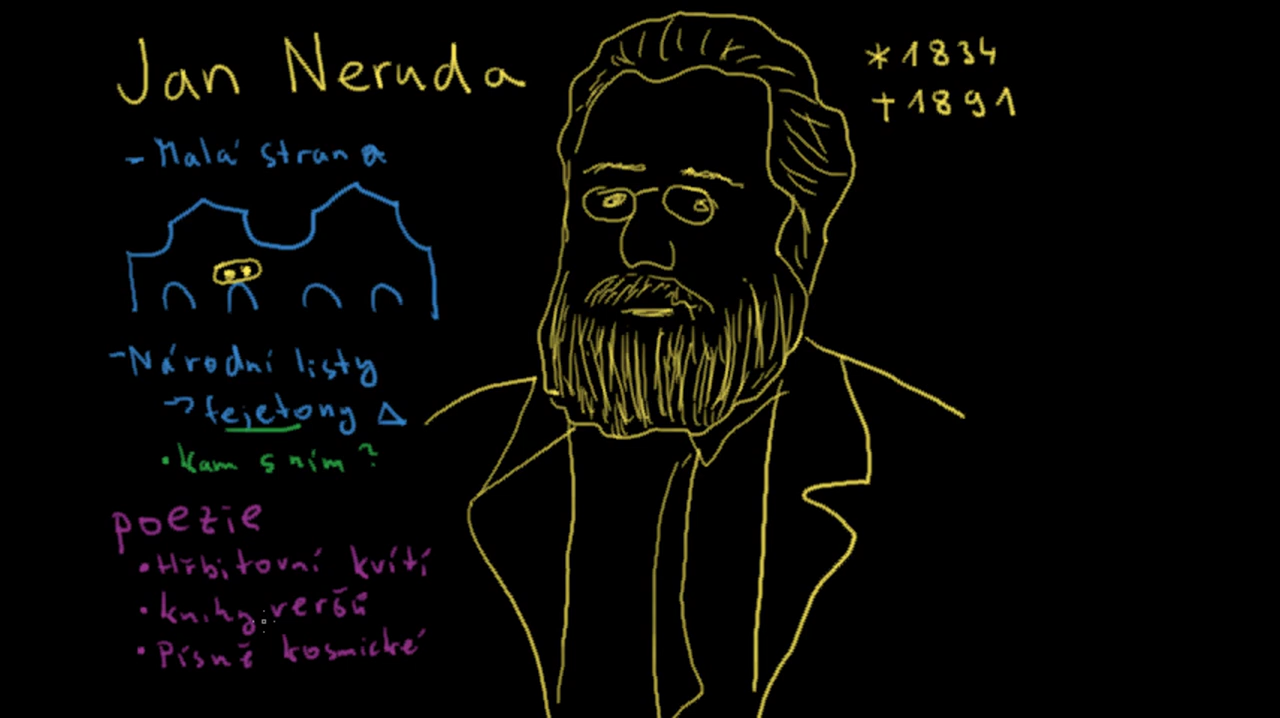 Jan Neruda
* 1834
† 1891
- Malá strana
- Národní listy
→ fejetony Δ
• kam s ním?
poezie
• Hřbitovní kvítí
• knihy veršů
• Písně kosmické